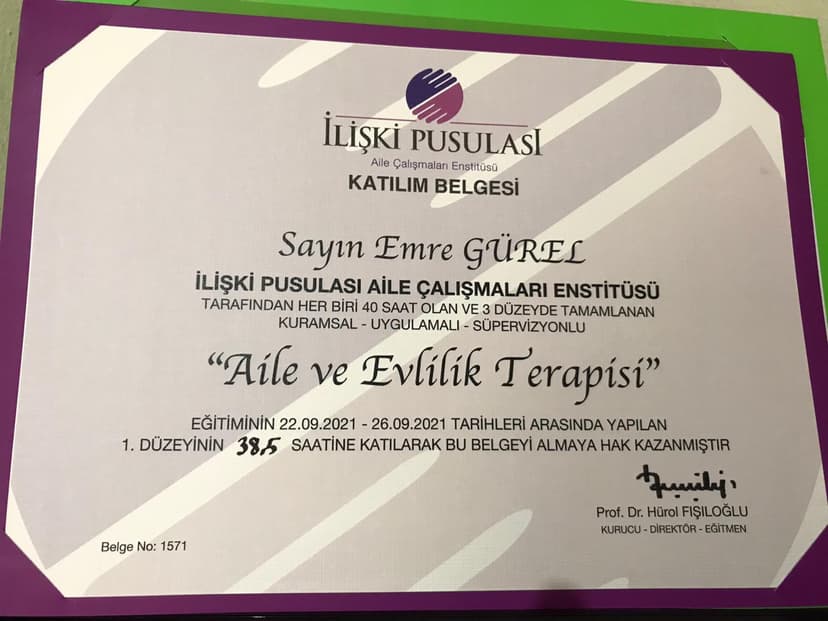 İLİŞKİ PUSULASI
Aile Çalışmaları Enstitüsü
KATILIM BELGESİ
Sayın Emre GÜREL
İLİŞKİ PUSULASI AİLE ÇALIŞMALARI ENSTİTÜSÜ
TARAFINDAN HER BİRİ 40 SAAT OLAN VE 3 DÜZEYDE TAMAMLANAN
KURAMSAL - UYGULAMALI - SÜPERVİZYONLU
“Aile ve Evlilik Terapisi”
EĞİTİMİNİN 22.09.2021 - 26.09.2021 TARİHLERİ ARASINDA YAPILAN
1. DÜZEYİNİN 38,5 SAATİNE KATILARAK BU BELGEYİ ALMAYA HAK KAZANMIŞTIR
Prof. Dr. Hürol FIŞILOĞLU
KURUCU - DİREKTÖR - EĞİTMEN
Belge No: 1571